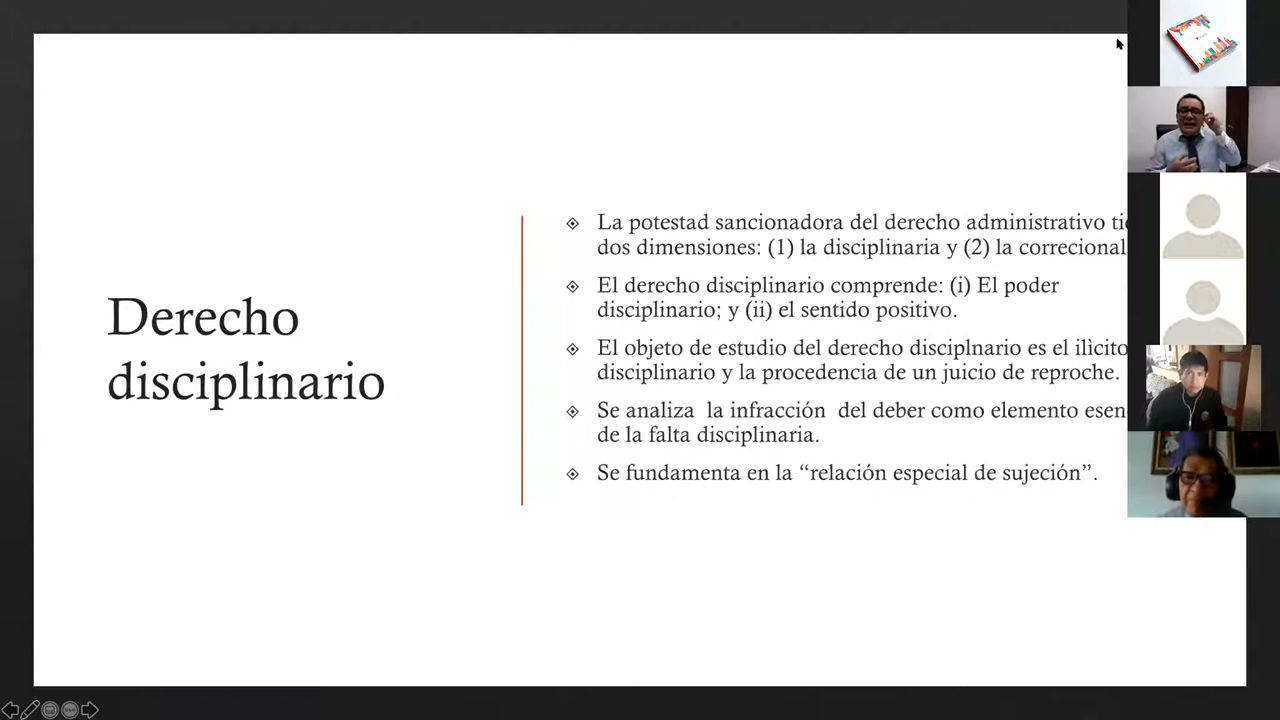 Derecho
disciplinario
La potestad sancionadora del derecho administrativo
dos dimensiones: (1) la disciplinaria y (2) la correcional
El derecho disciplinario comprende: (i) El poder
disciplinario; y (ii) el sentido positivo.
El objeto de estudio del derecho disciplnario es el ilìcito
disciplinario y la procedencia de un juicio de reproche.
Se analiza la infracción del deber como elemento
de la falta disciplinaria.
Se fundamenta en la “relación especial de sujeción”.